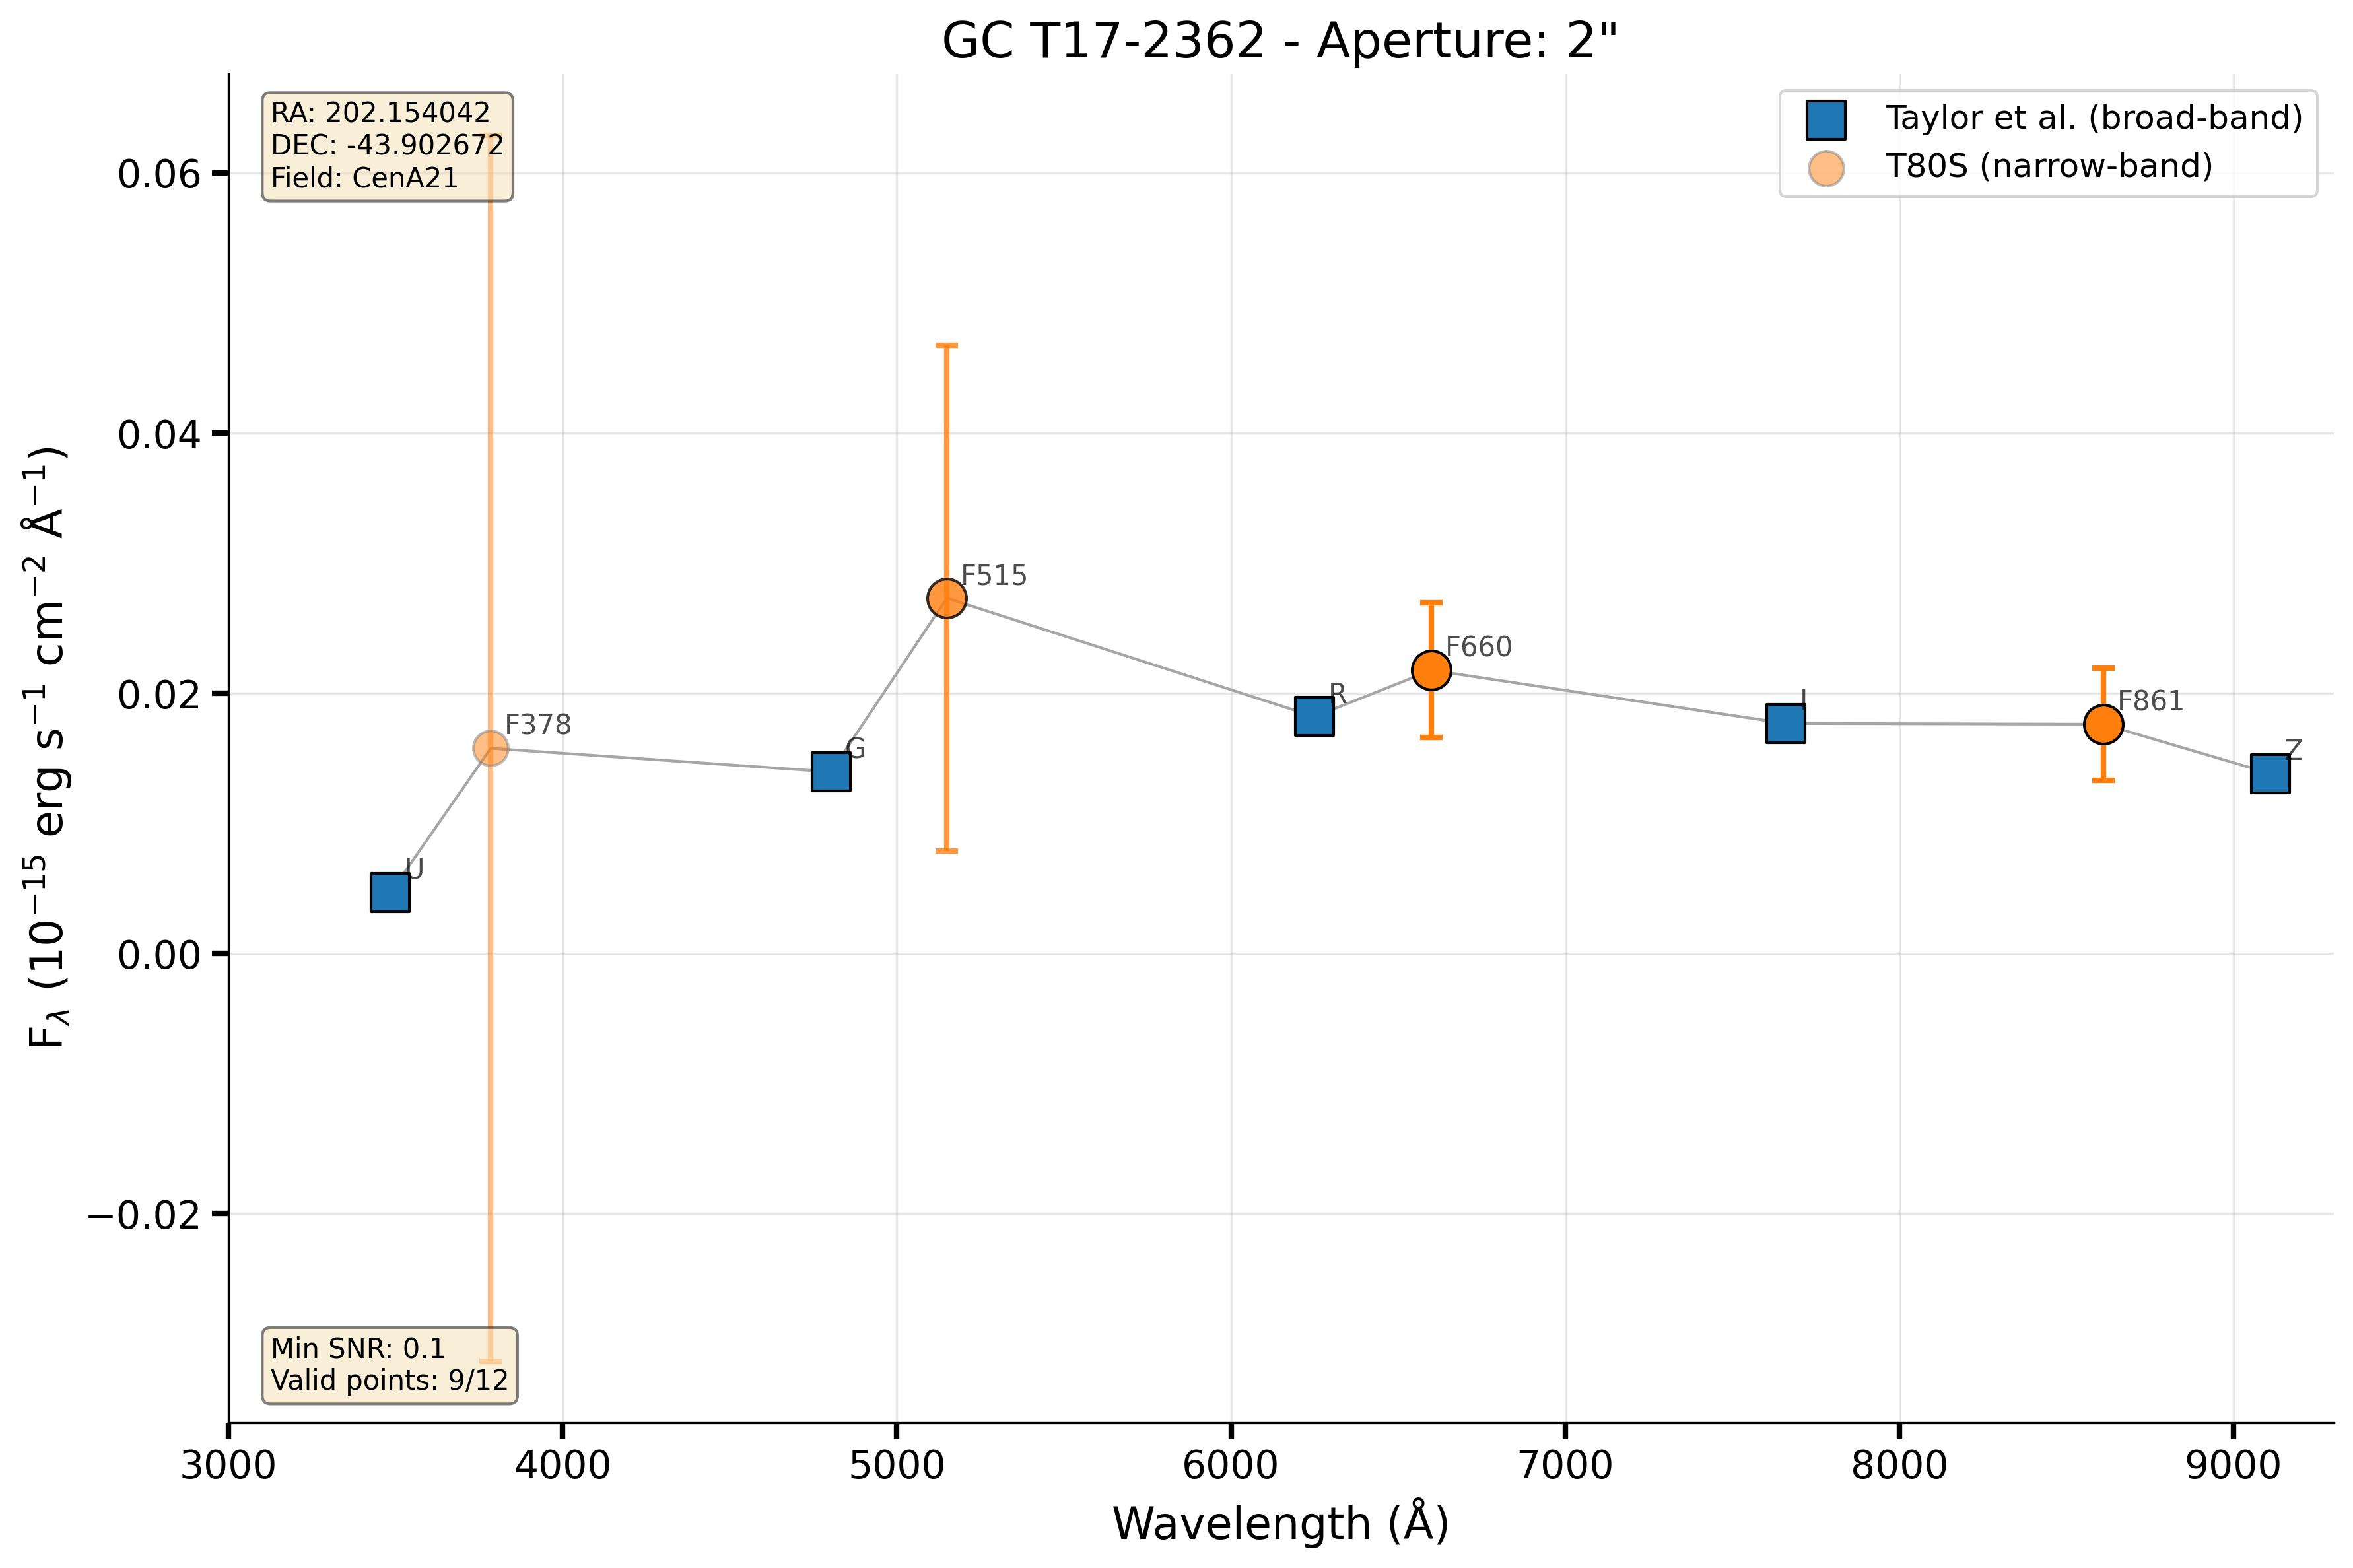 GC T17-2362 - Aperture: 2"
RA: 202.154042
DEC: -43.902672
Field: CenA21
Taylor et al. (broad-band)
T80S (narrow-band)
0.06
0.04
0.02
0.00
−0.02
F_λ (10⁻¹⁵ erg s⁻¹ cm⁻² Å⁻¹)
U
F378
G
F515
R
F660
I
F861
Z
Min SNR: 0.1
Valid points: 9/12
3000 4000 5000 6000 7000 8000 9000
Wavelength (Å)